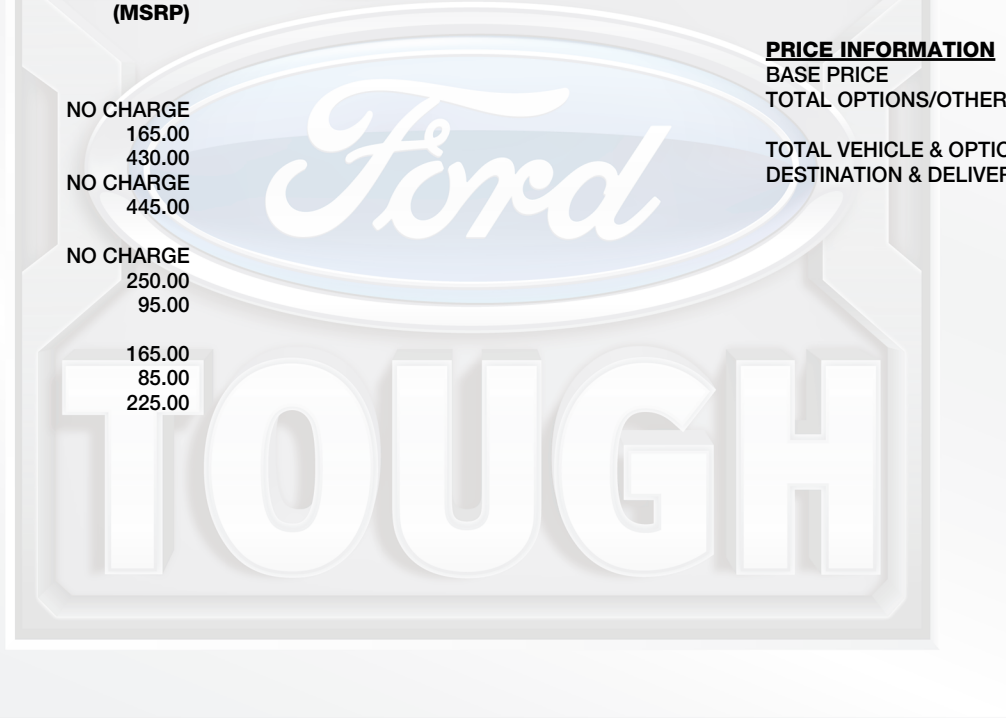 (MSRP)
NO CHARGE
165.00
430.00
NO CHARGE
445.00
NO CHARGE
250.00
95.00
165.00
85.00
225.00
PRICE INFORMATION
BASE PRICE
TOTAL OPTIONS/OTHER
TOTAL VEHICLE & OPTIO
DESTINATION & DELIVER
Ford
TOUGH